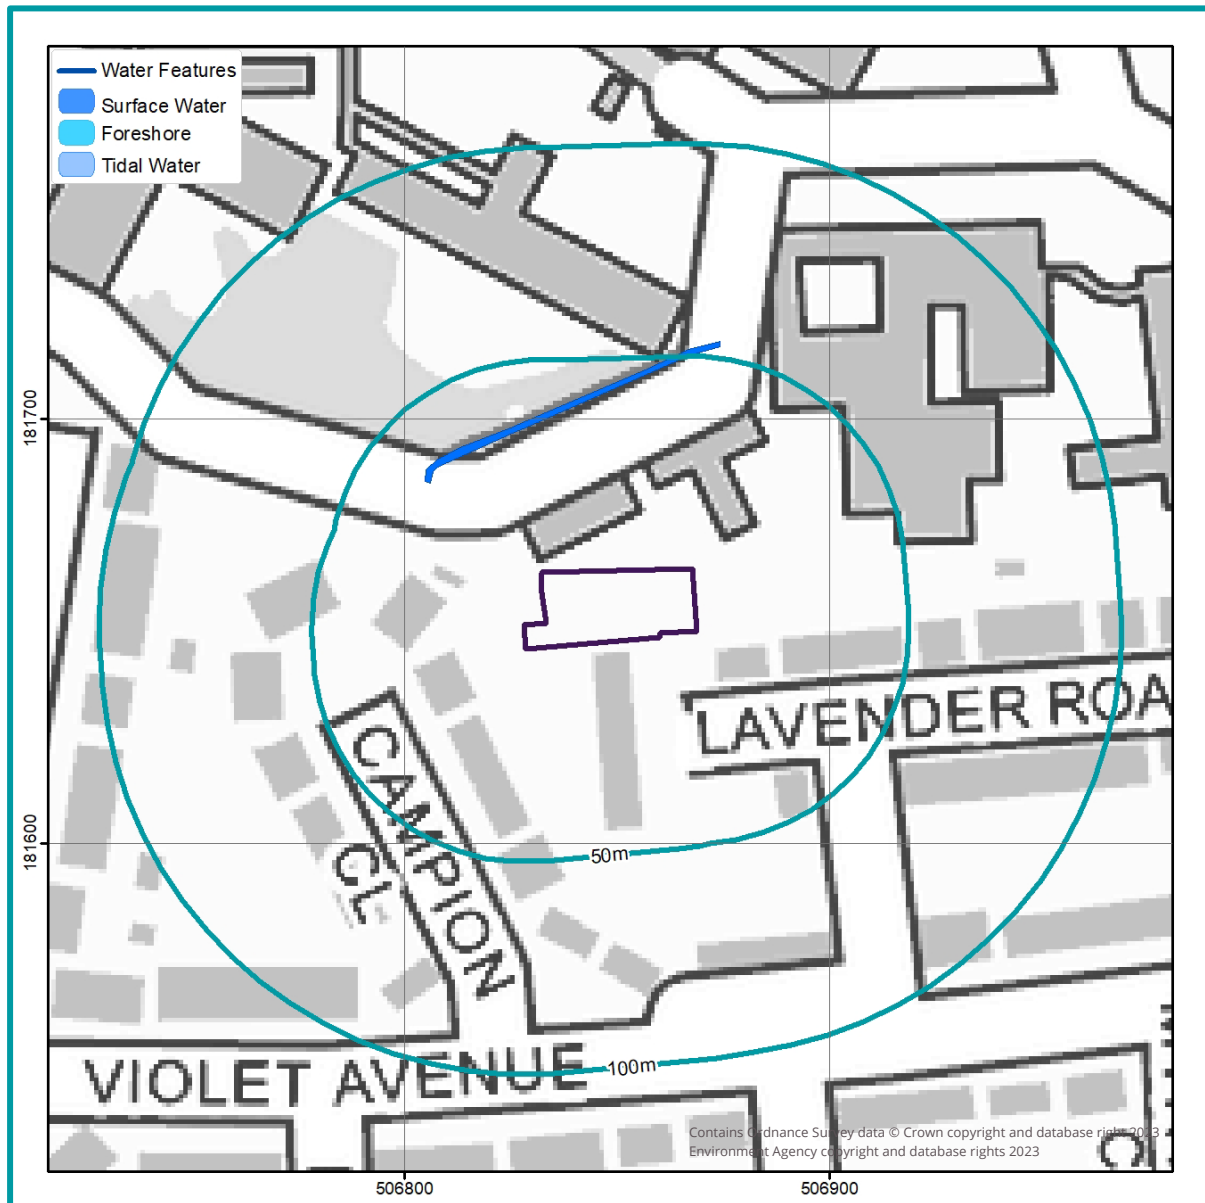 Water Features
Surface Water
Foreshore
Tidal Water
181700
LAVENDER ROA
CAMPION
CL
181600
50m
100m
VIOLET AVENUE
Contains Ordnance Survey data © Crown copyright and database right 2023
Environment Agency copyright and database rights 2023
506800
506900